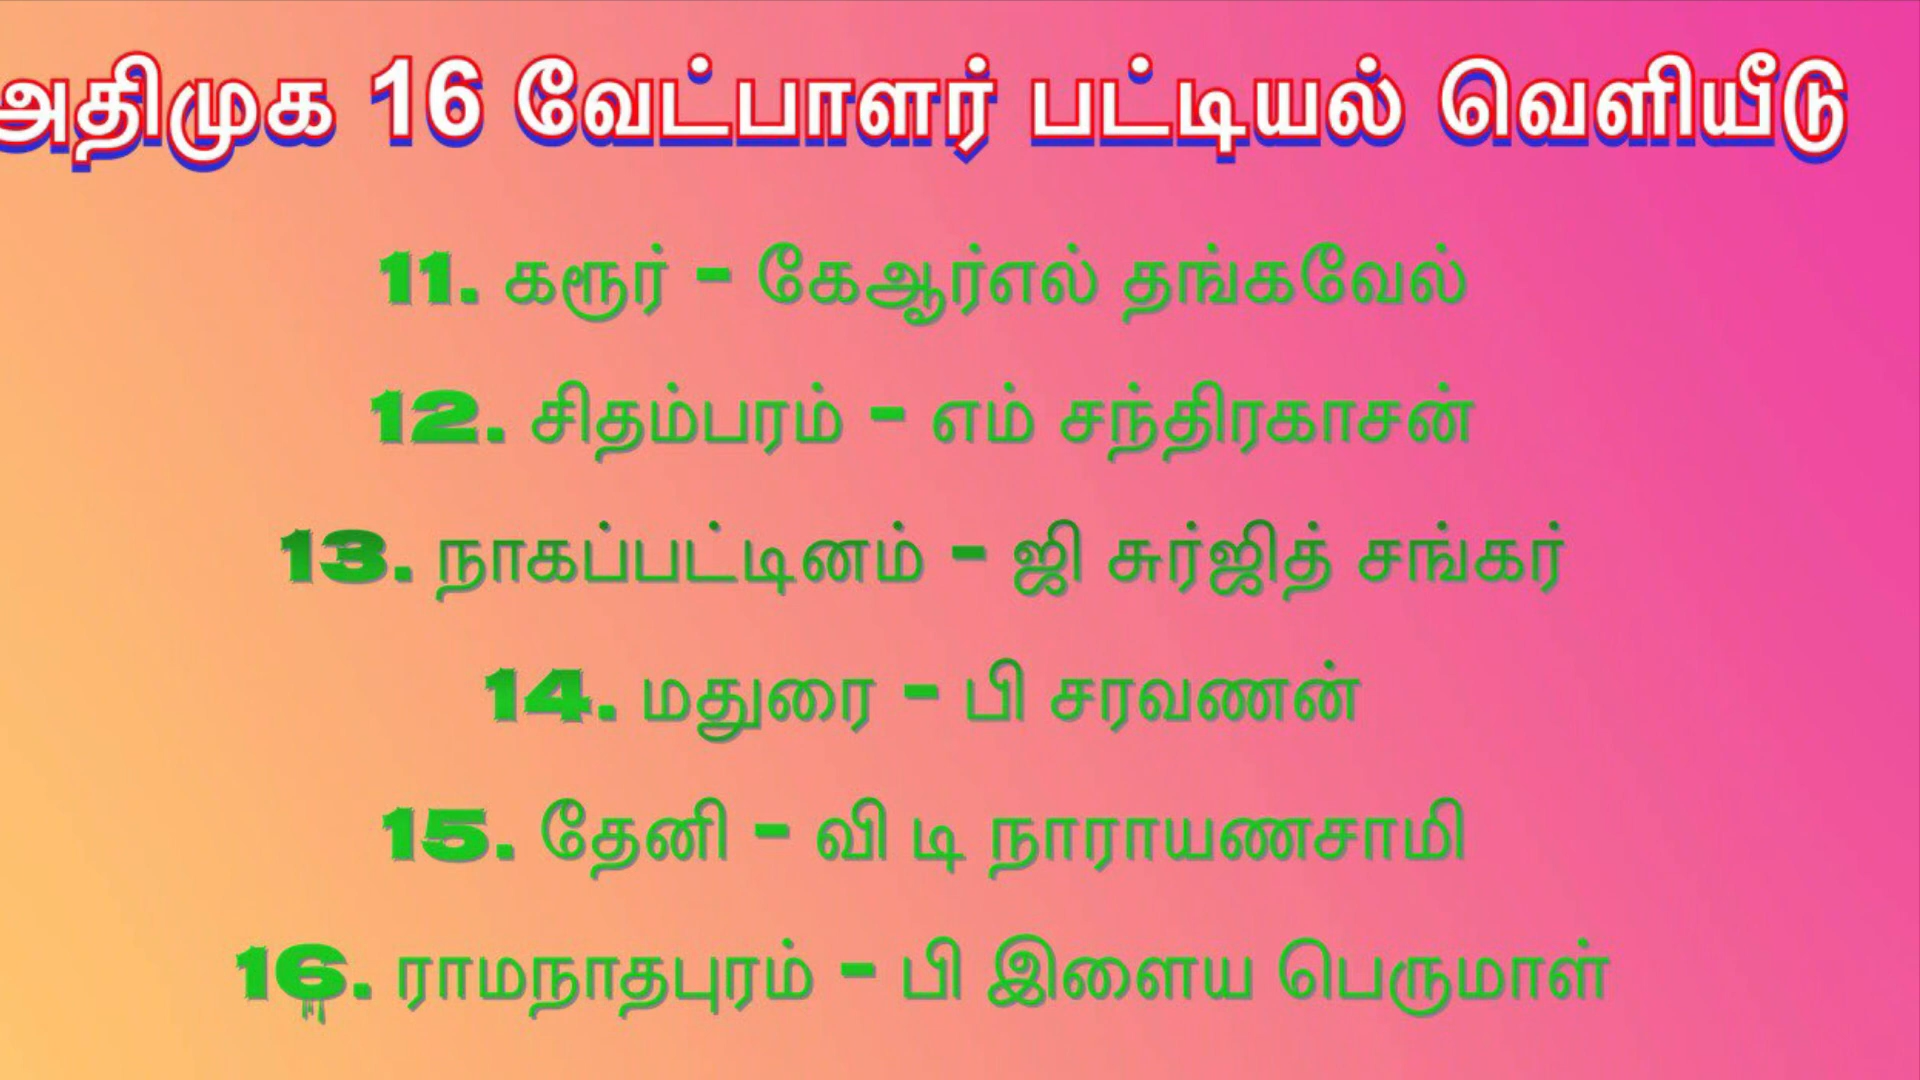 அதிமுக 16 வேட்பாளர் பட்டியல் வெளியீடு
11. கரூர் - கேஆர்எல் தங்கவேல்
12. சிதம்பரம் - எம் சந்திரகாசன்
13. நாகப்பட்டினம் - ஜி சுர்ஜித் சங்கர்
14. மதுரை - பி சரவணன்
15. தேனி - வி டி நாராயணசாமி
16. ராமநாதபுரம் - பி இளைய பெருமாள்